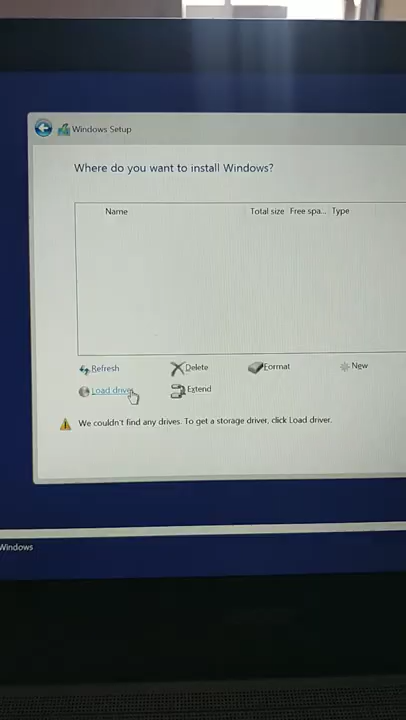 Windows Setup
Where do you want to install Windows?
Name Total size Free spa... Type
Refresh Delete Format New
Load driver Extend
We couldn't find any drives. To get a storage driver, click Load driver.
Windows